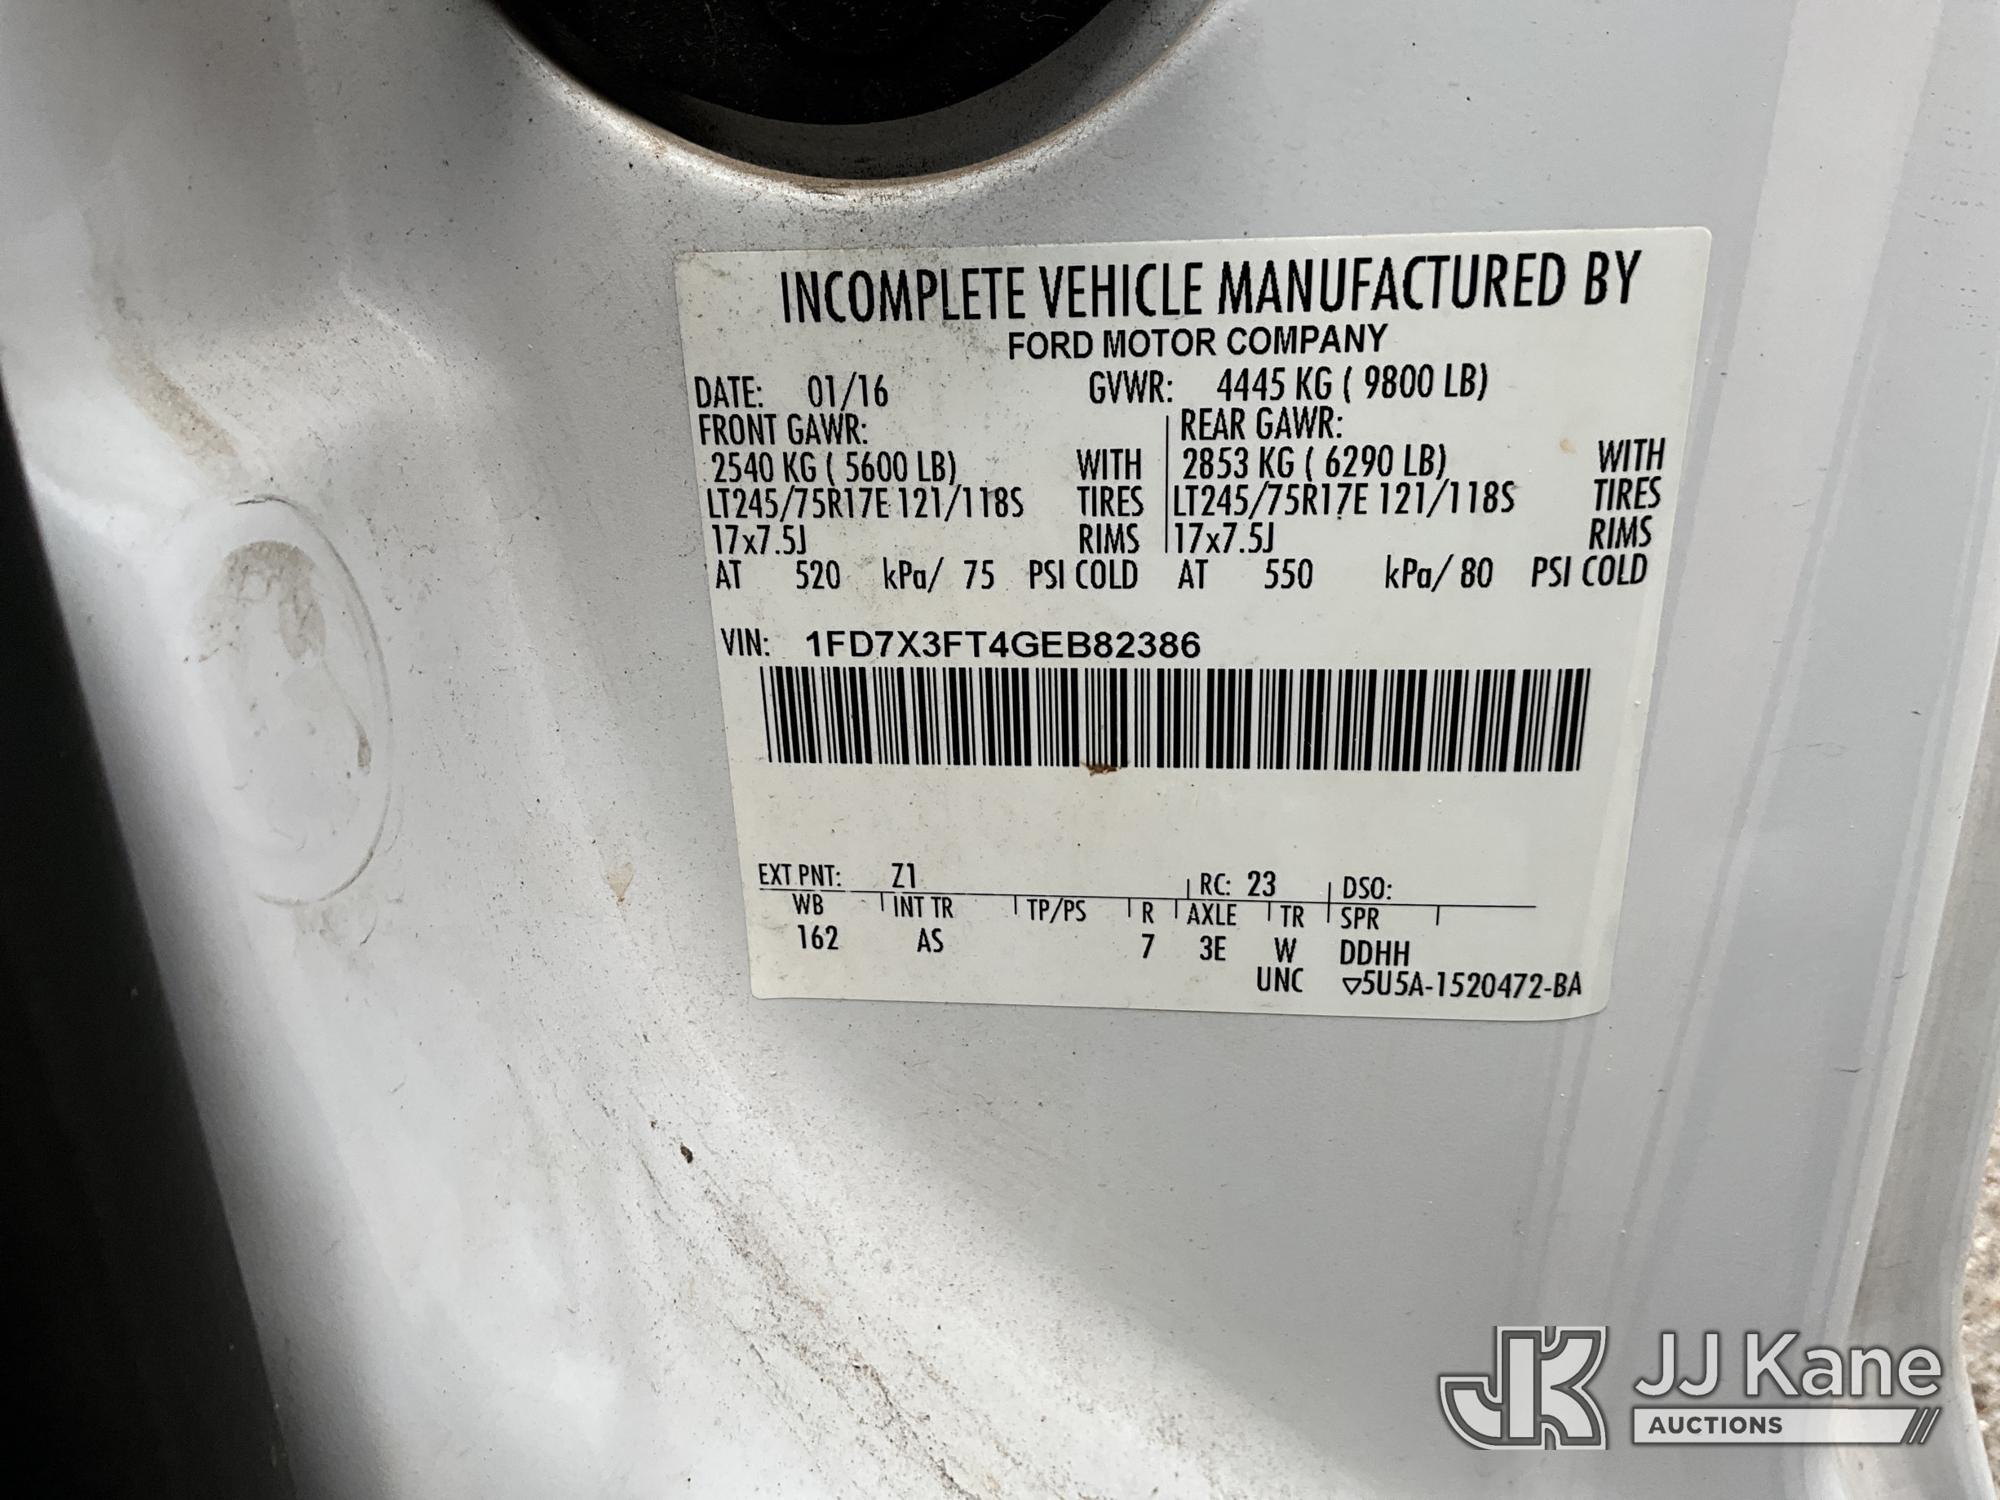 INCOMPLETE VEHICLE MANUFACTURED BY
FORD MOTOR COMPANY
DATE: 01/16 GVWR: 4445 KG ( 9800 LB)
FRONT GAWR: REAR GAWR:
2540 KG ( 5600 LB) WITH 2853 KG ( 6290 LB) WITH
LT245/75R17E 121/118S TIRES LT245/75R17E 121/118S TIRES
17x7.5J RIMS 17x7.5J RIMS
AT 520 kPa/ 75 PSI COLD AT 550 kPa/ 80 PSI COLD
VIN: 1FD7X3FT4GEB82386
EXT PNT: Z1 RC: 23 DSO:
WB INT TR TP/PS R AXLE TR SPR
162 AS 7 3E W DDHH
UNC ▽5U5A-1520472-BA
JK JJ Kane
AUCTIONS